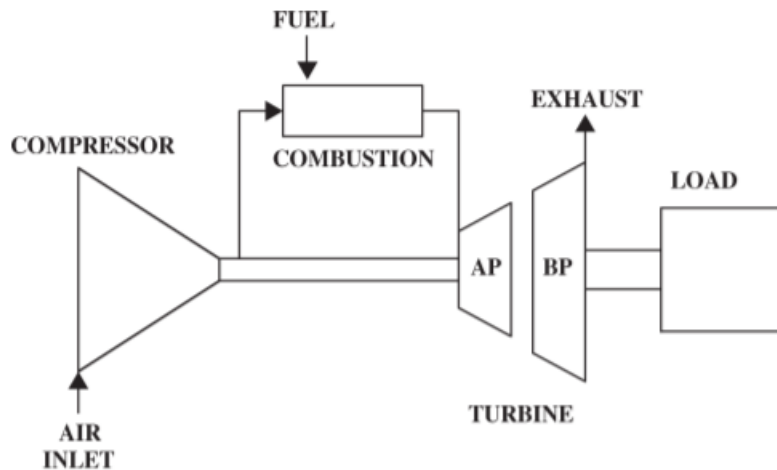 FUEL
EXHAUST
COMPRESSOR
COMBUSTION
LOAD
AP
BP
TURBINE
AIR
INLET